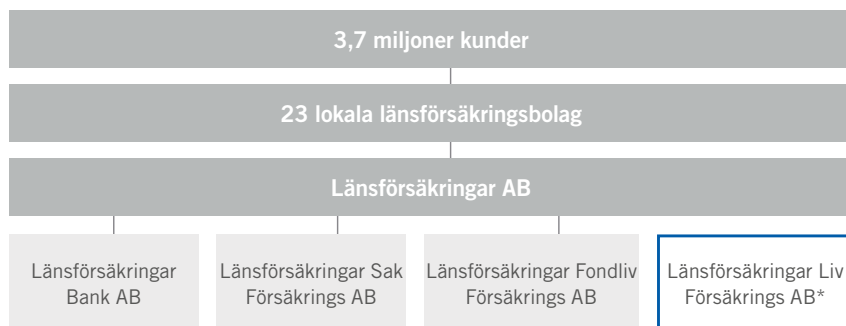 3,7 miljoner kunder
23 lokala länsförsäkringsbolag
Länsförsäkringar AB
Länsförsäkringar
Bank AB
Länsförsäkringar Sak
Försäkrings AB
Länsförsäkringar Fondliv
Försäkrings AB
Länsförsäkringar Liv
Försäkrings AB*